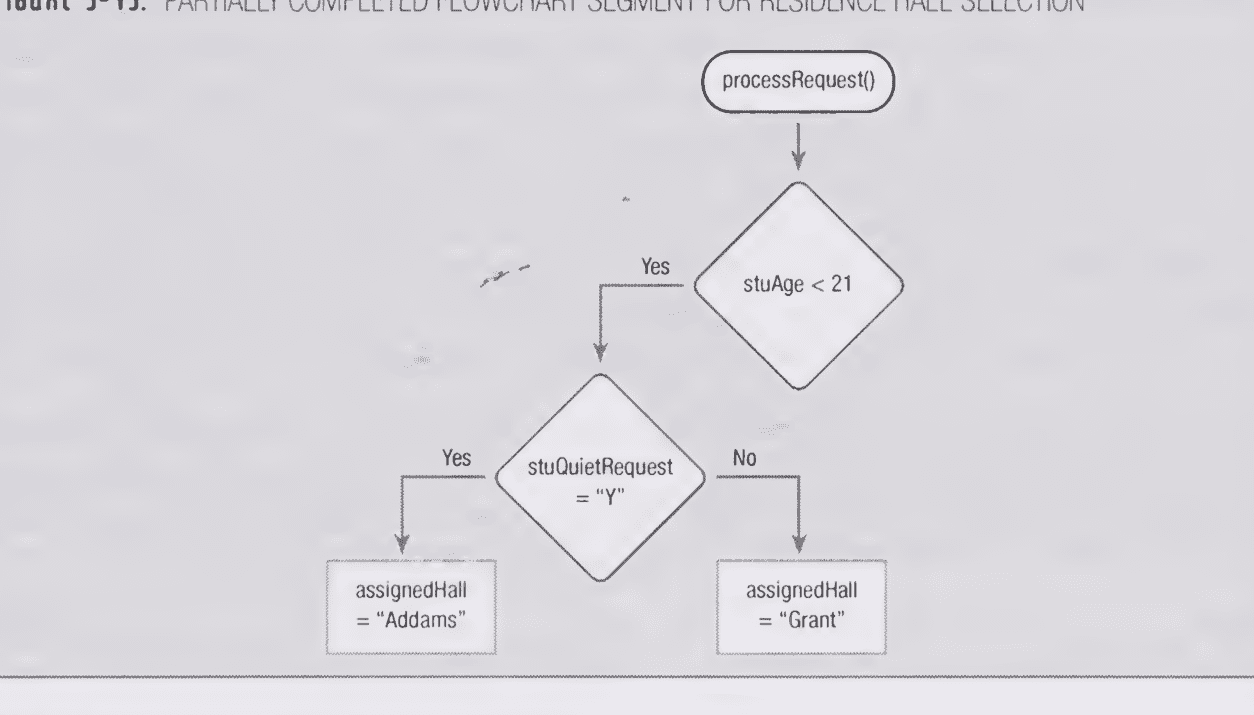 PARTIALLY COMPLETED FLOWCHART SEGMENT FOR RESIDENCE HALL SELECTION
processRequest()
stuAge < 21
Yes
stuQuietRequest
= “Y”
Yes
No
assignedHall
= “Addams”
assignedHall
= “Grant”